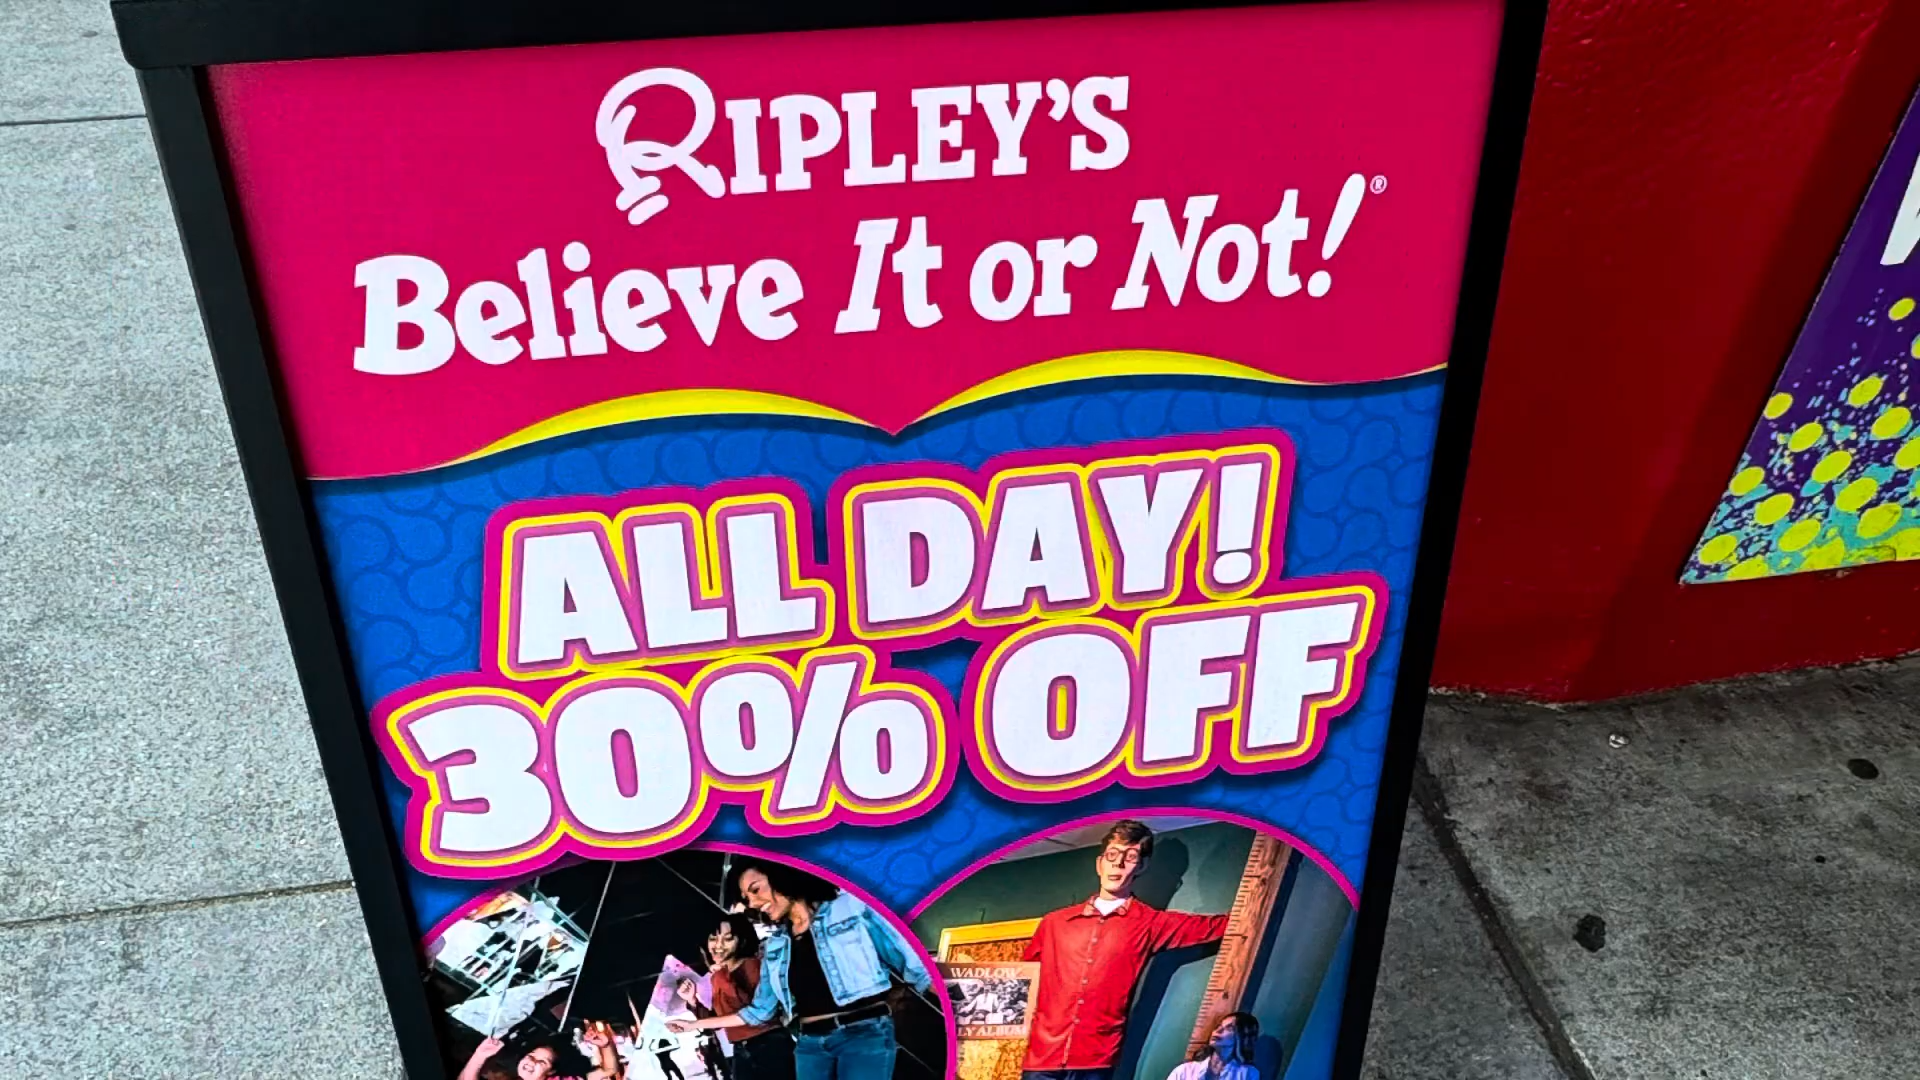 RIPLEY'S
Believe It or Not!®
ALL DAY!
30% OFF
WADLOW